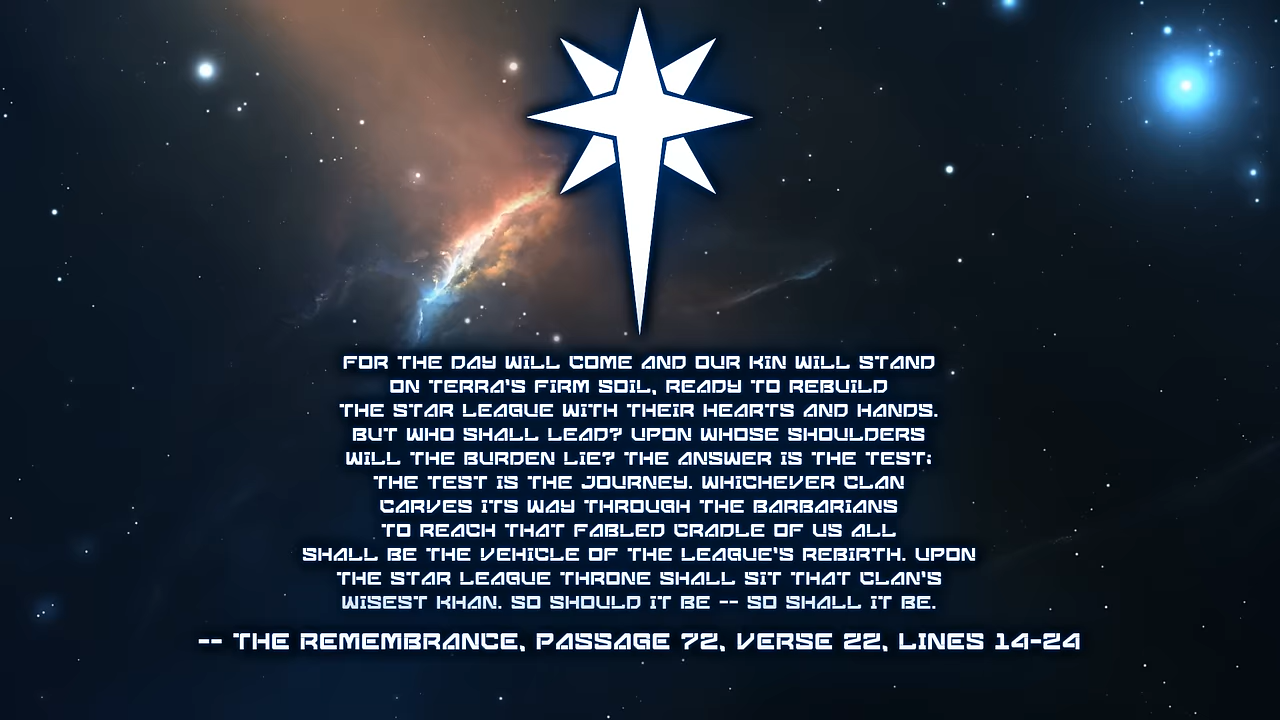 FOR THE DAY WILL COME AND OUR KIN WILL STAND
ON TERRA'S FIRM SOIL, READY TO REBUILD
THE STAR LEAGUE WITH THEIR HEARTS AND HANDS.
BUT WHO SHALL LEAD? UPON WHOSE SHOULDERS
WILL THE BURDEN LIE? THE ANSWER IS THE TEST;
THE TEST IS THE JOURNEY. WHICHEVER CLAN
CARVES ITS WAY THROUGH THE BARBARIANS
TO REACH THAT FABLED CRADLE OF US ALL
SHALL BE THE VEHICLE OF THE LEAGUE'S REBIRTH. UPON
THE STAR LEAGUE THRONE SHALL SIT THAT CLAN'S
WISEST KHAN. SO SHOULD IT BE -- SO SHALL IT BE.
-- THE REMEMBRANCE, PASSAGE 72, VERSE 22, LINES 14-24